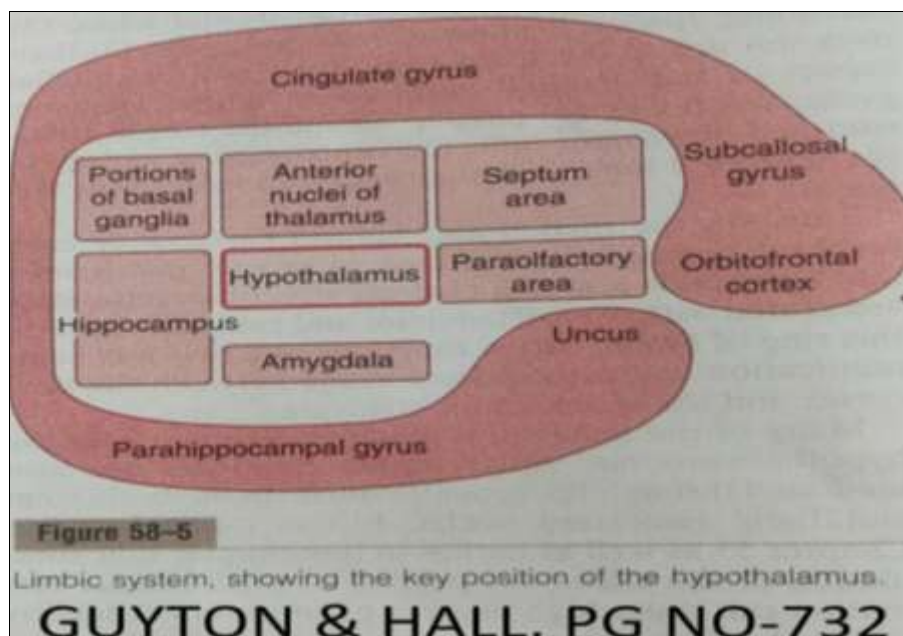 Cingulate gyrus
Subcallosal
gyrus
Portions
of basal
ganglia
Anterior
nuclei of
thalamus
Septum
area
Hypothalamus
Paraolfactory
area
Orbitofrontal
cortex
Hippocampus
Uncus
Amygdala
Parahippocampal gyrus
Figure 58–5
Limbic system, showing the key position of the hypothalamus.
GUYTON & HALL. PG NO-732